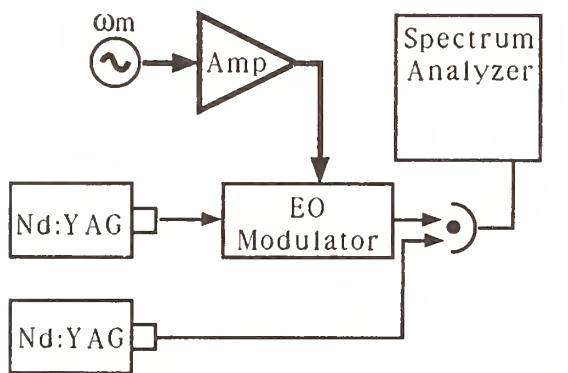 ωm
Amp
Spectrum
Analyzer
Nd:YAG
EO
Modulator
Nd:YAG